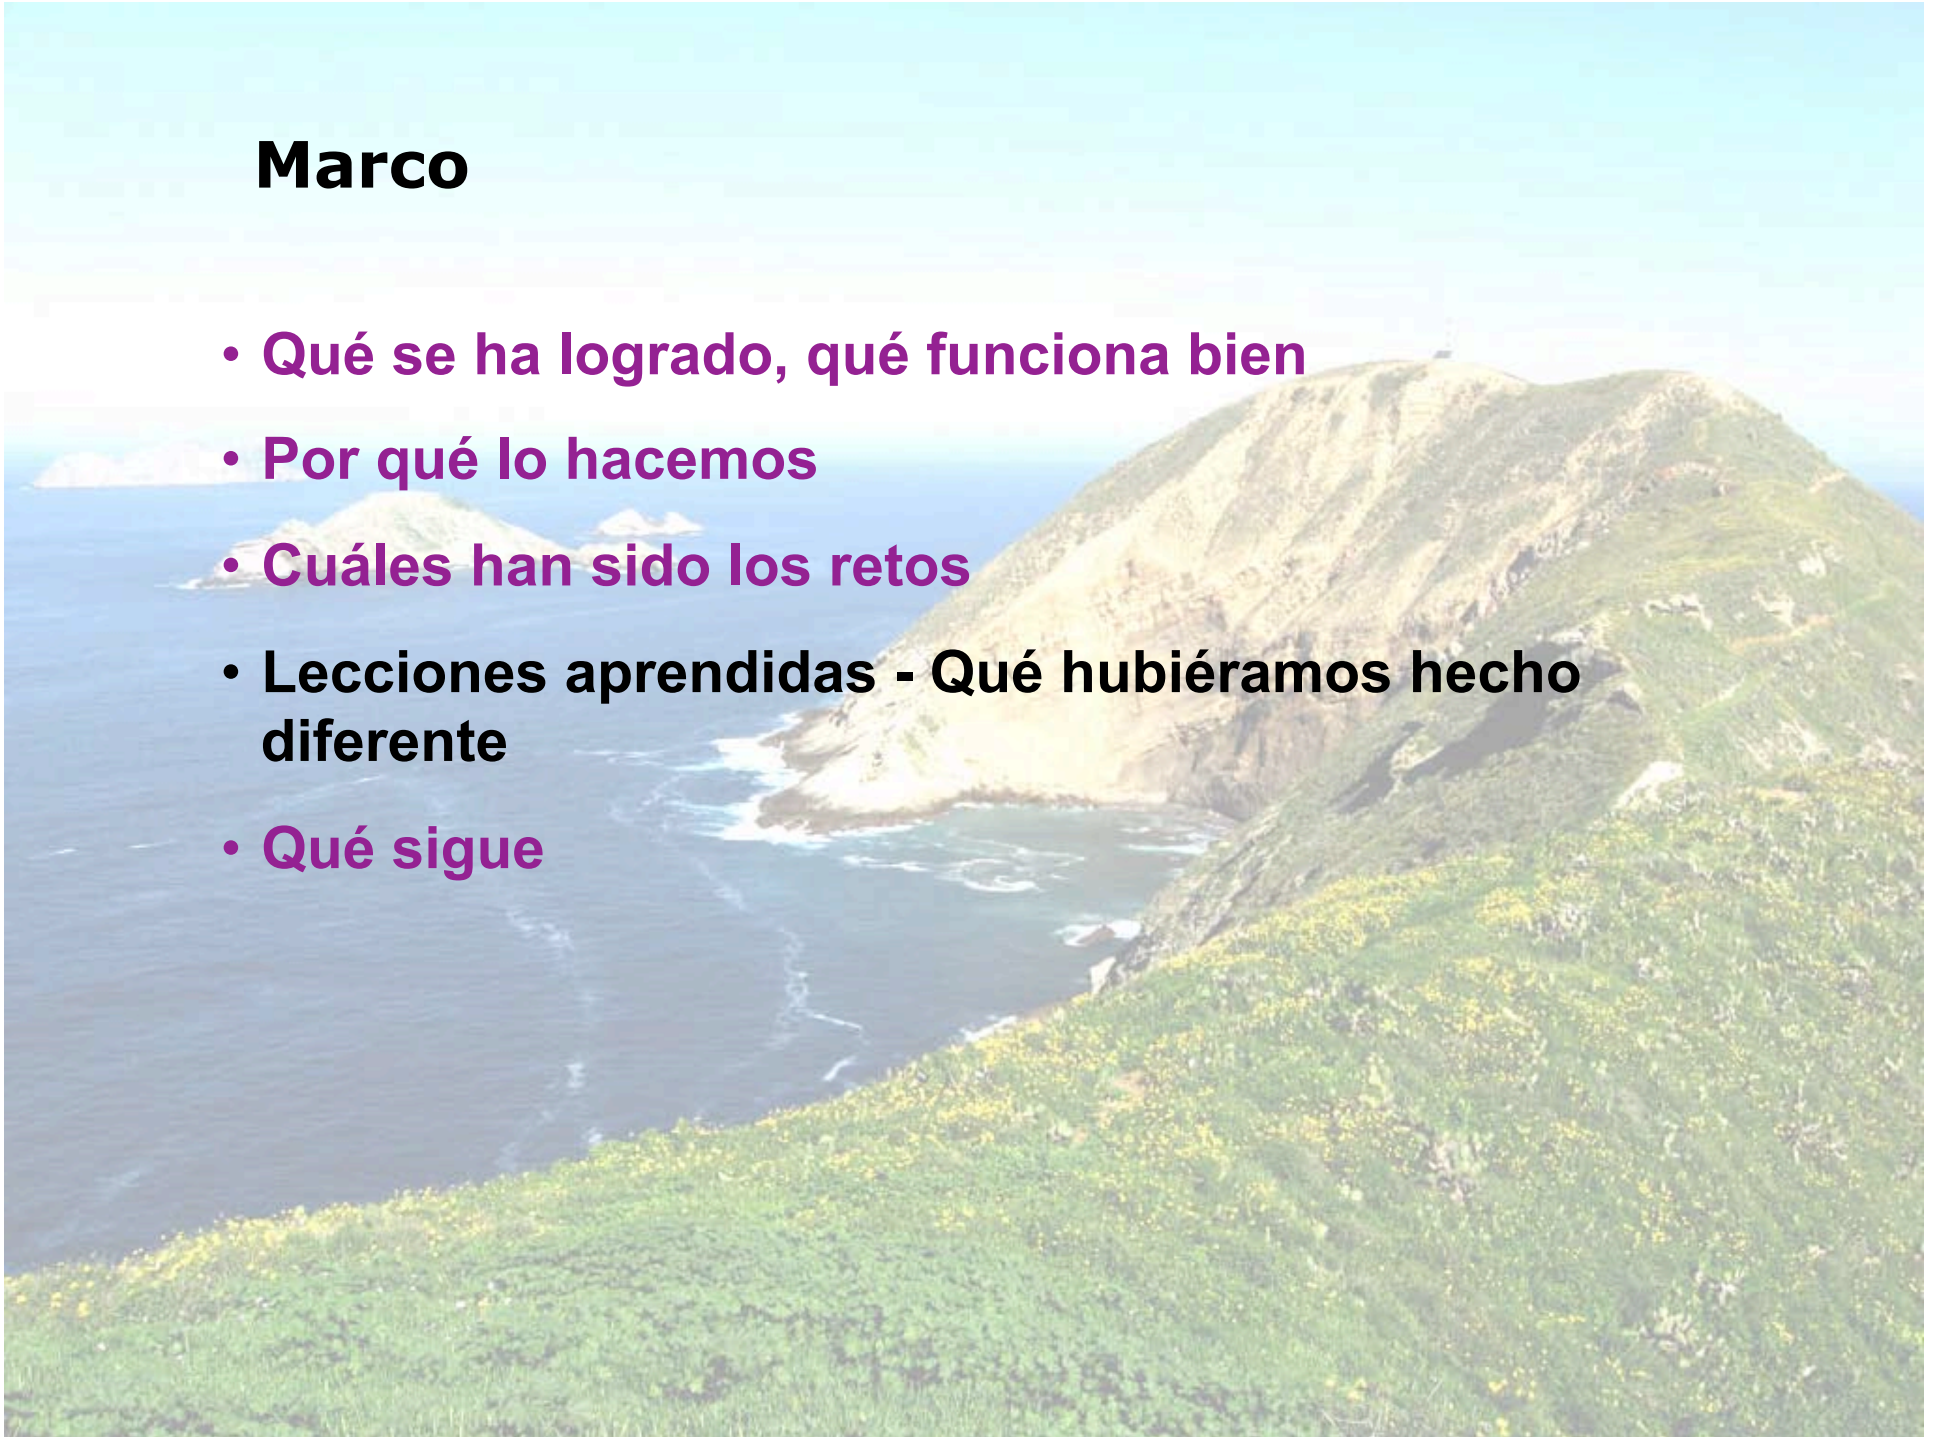 Marco
• Qué se ha logrado, qué funciona bien
• Por qué lo hacemos
• Cuáles han sido los retos
• Lecciones aprendidas - Qué hubiéramos hecho
diferente
• Qué sigue